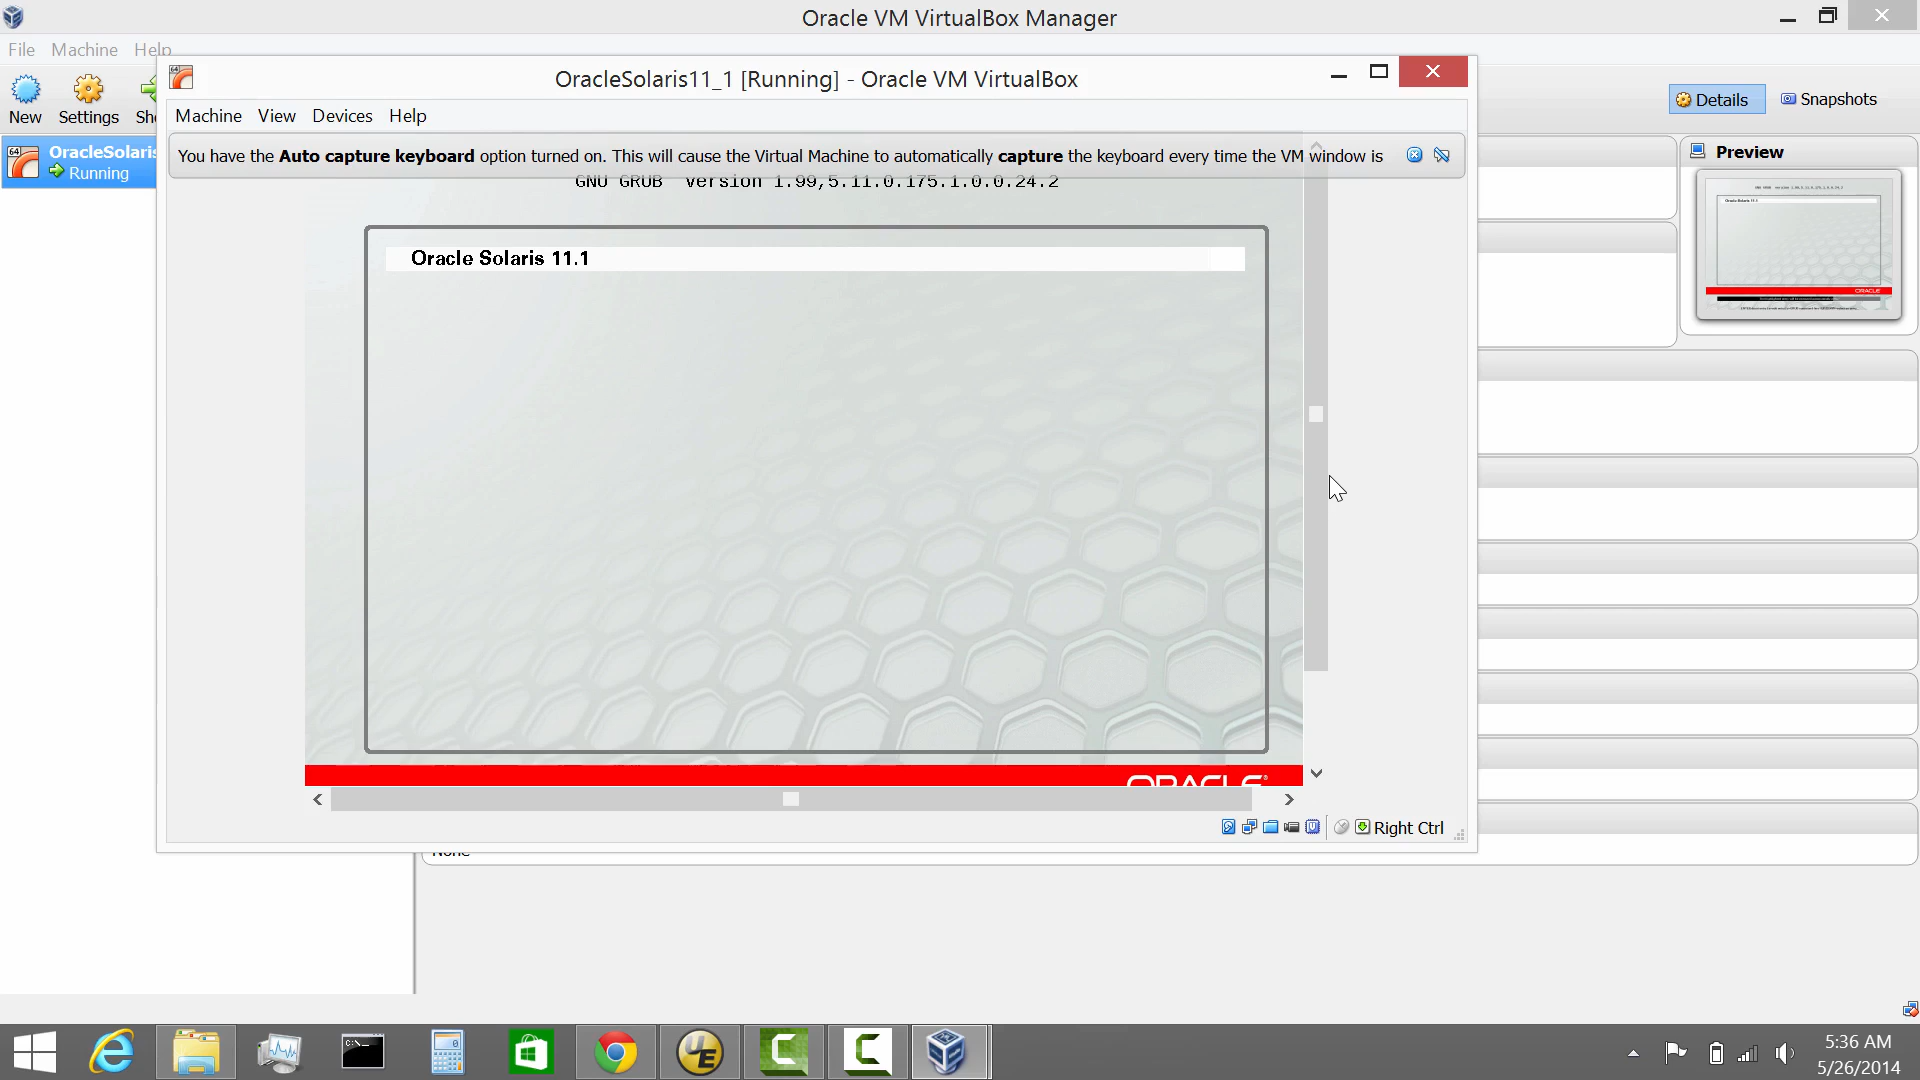 Oracle VM VirtualBox Manager
File Machine Help
OracleSolaris11_1 [Running] - Oracle VM VirtualBox
Machine View Devices Help
New Settings Sho
Details Snapshots
You have the Auto capture keyboard option turned on. This will cause the Virtual Machine to automatically capture the keyboard every time the VM window is
OracleSolaris
Running
Preview
GNU GRUB version 1.99,5.11.0.175.1.0.0.24.2
Oracle Solaris 11.1
ORACLE
Right Ctrl
None
5:36 AM
5/26/2014